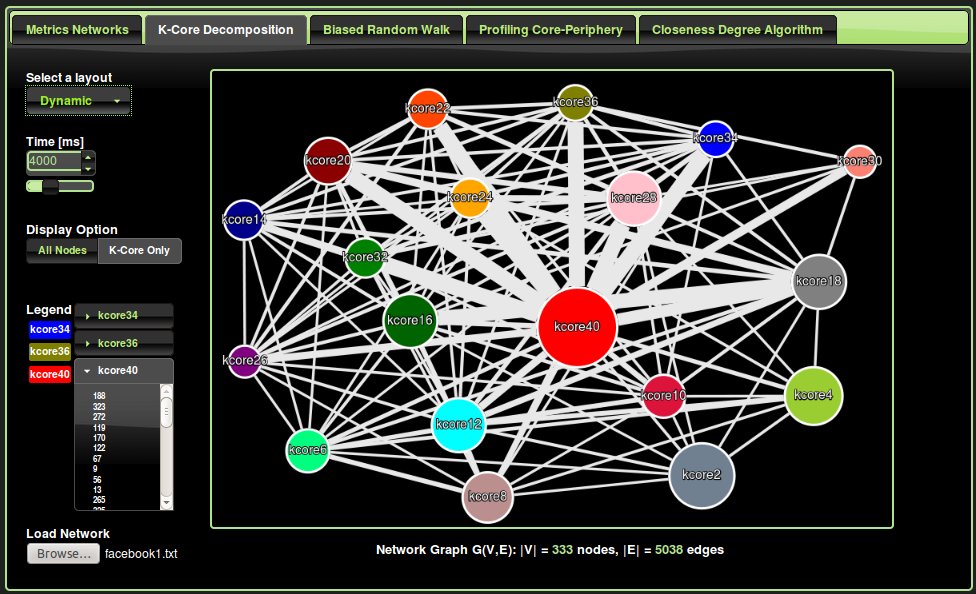 Metrics Networks
K-Core Decomposition
Biased Random Walk
Profiling Core-Periphery
Closeness Degree Algorithm
Select a layout
Dynamic
Time [ms]
4000
Display Option
All Nodes
K-Core Only
Legend
kcore34
kcore36
kcore40
kcore34
kcore36
kcore40
188
323
272
119
170
122
67
9
56
13
265
Load Network
Browse...
facebook1.txt
kcore22
kcore36
kcore34
kcore30
kcore20
kcore24
kcore28
kcore14
kcore32
kcore18
kcore16
kcore40
kcore26
kcore10
kcore4
kcore12
kcore6
kcore2
kcore8
Network Graph G(V,E): |V| = 333 nodes, |E| = 5038 edges